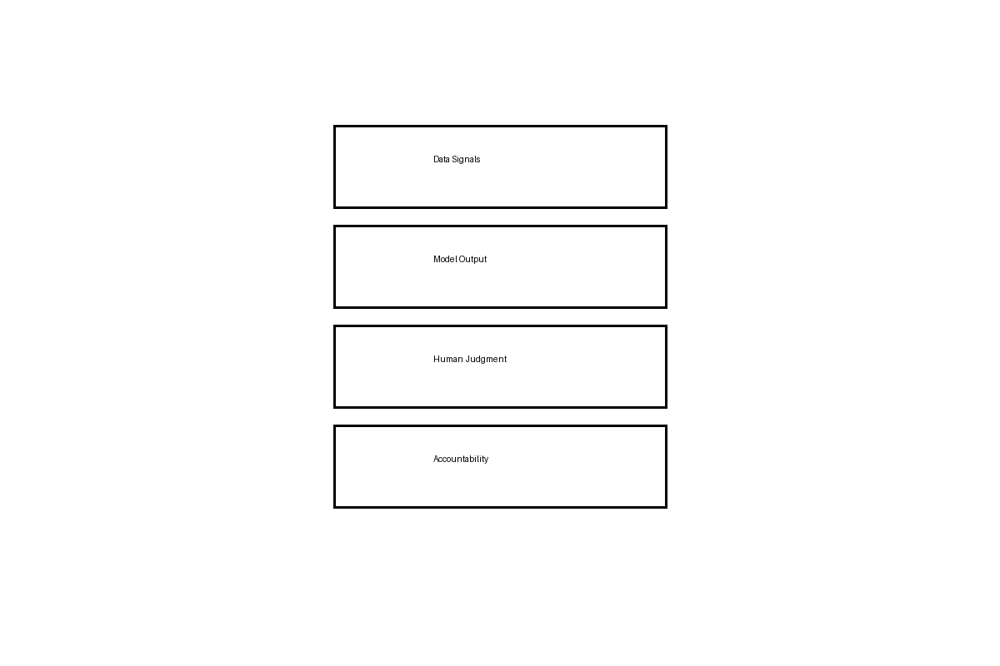 Data Signals
Model Output
Human Judgment
Accountability